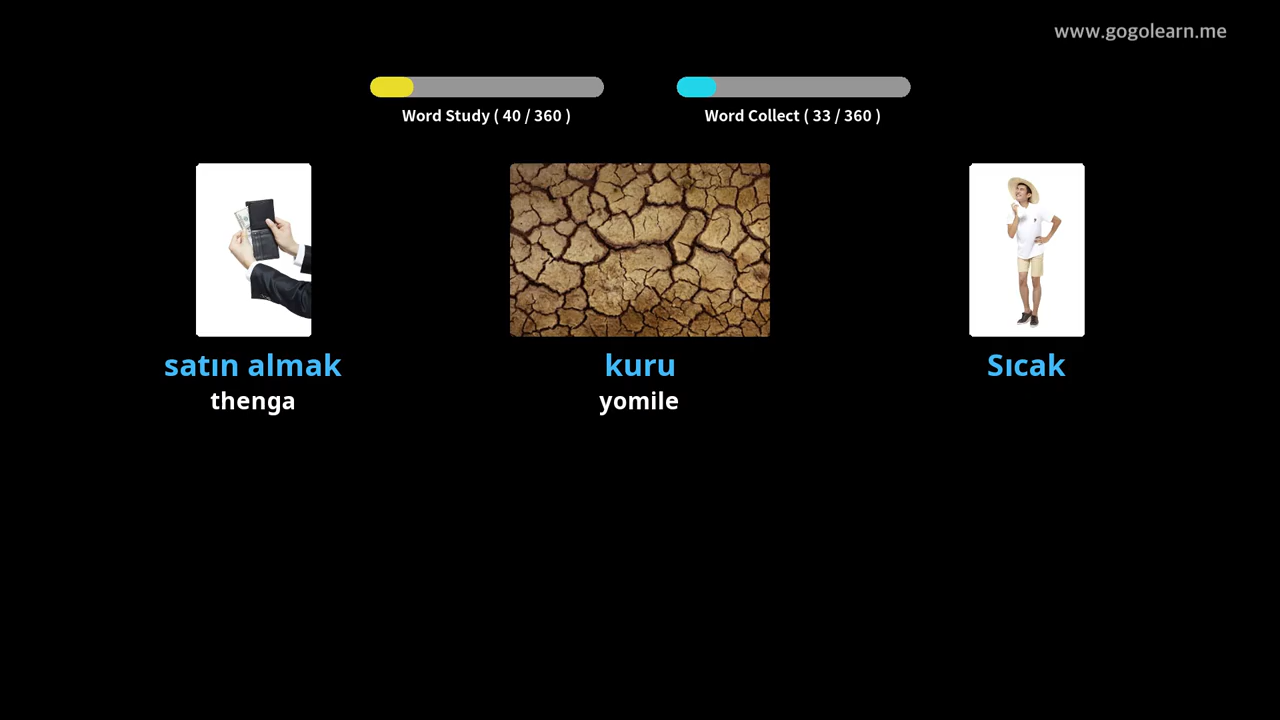 www.gogolearn.me
Word Study ( 40 / 360 )
Word Collect ( 33 / 360 )
satın almak
thenga
kuru
yomile
Sıcak